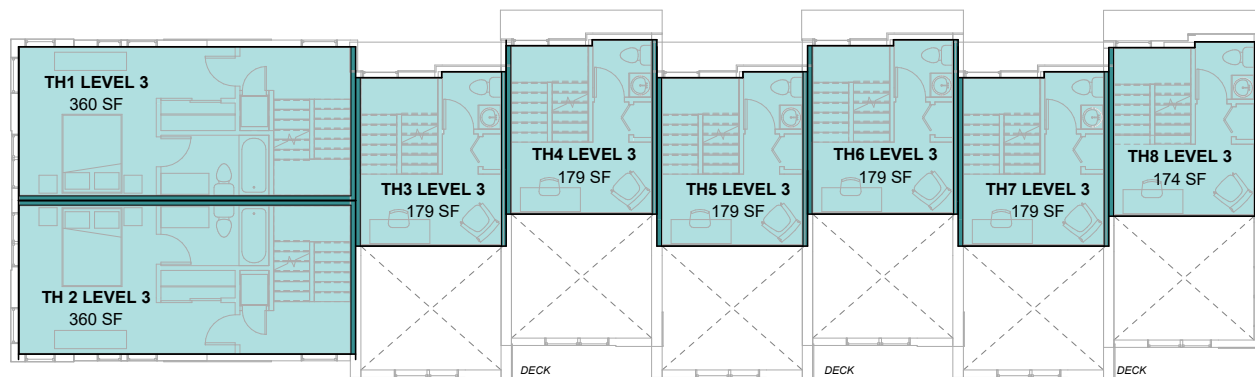 TH1 LEVEL 3
360 SF
TH 2 LEVEL 3
360 SF
TH3 LEVEL 3
179 SF
TH4 LEVEL 3
179 SF
TH5 LEVEL 3
179 SF
TH6 LEVEL 3
179 SF
TH7 LEVEL 3
179 SF
TH8 LEVEL 3
174 SF
DECK
DECK
DECK